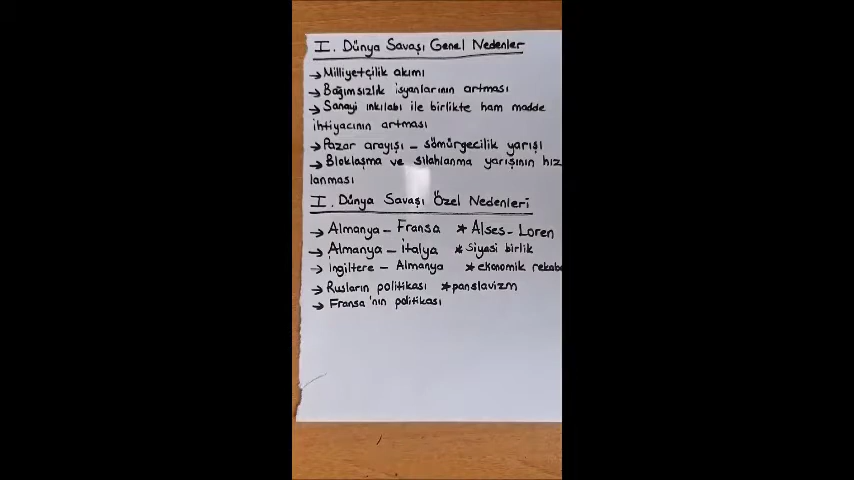 I. Dünya Savaşı Genel Nedenler
→ Milliyetçilik akımı
→ Bağımsızlık isyanlarının artması
→ Sanayi inkılabı ile birlikte ham madde
ihtiyacının artması
→ Pazar arayışı - sömürgecilik yarışı
→ Bloklaşma ve silahlanma yarışının hız
lanması
I. Dünya Savaşı Özel Nedenleri
→ Almanya - Fransa * Alses - Loren
→ Almanya - İtalya * siyasi birlik
→ ingiltere - Almanya * ekonomik rekabe
→ Rusların politikası * panslavizm
→ Fransa'nın politikası